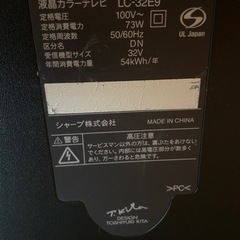 液晶カラーテレビ LC-32E9
定格電圧 100V～
定格消費電力 73W
定格周波数 50/60Hz
区分名 DN
受信機型サイズ 32V
年間消費電力量 54kWh/年
UL Japan
シャープ株式会社 MADE IN CHINA
警告
高圧注意
サービスマン以外の方は、裏ぶたをあけないで
ください。内部には高電圧部分が数多くあり、
万一さわると危険です。
DESIGN
TOSHIYUKI KITA
>PC<